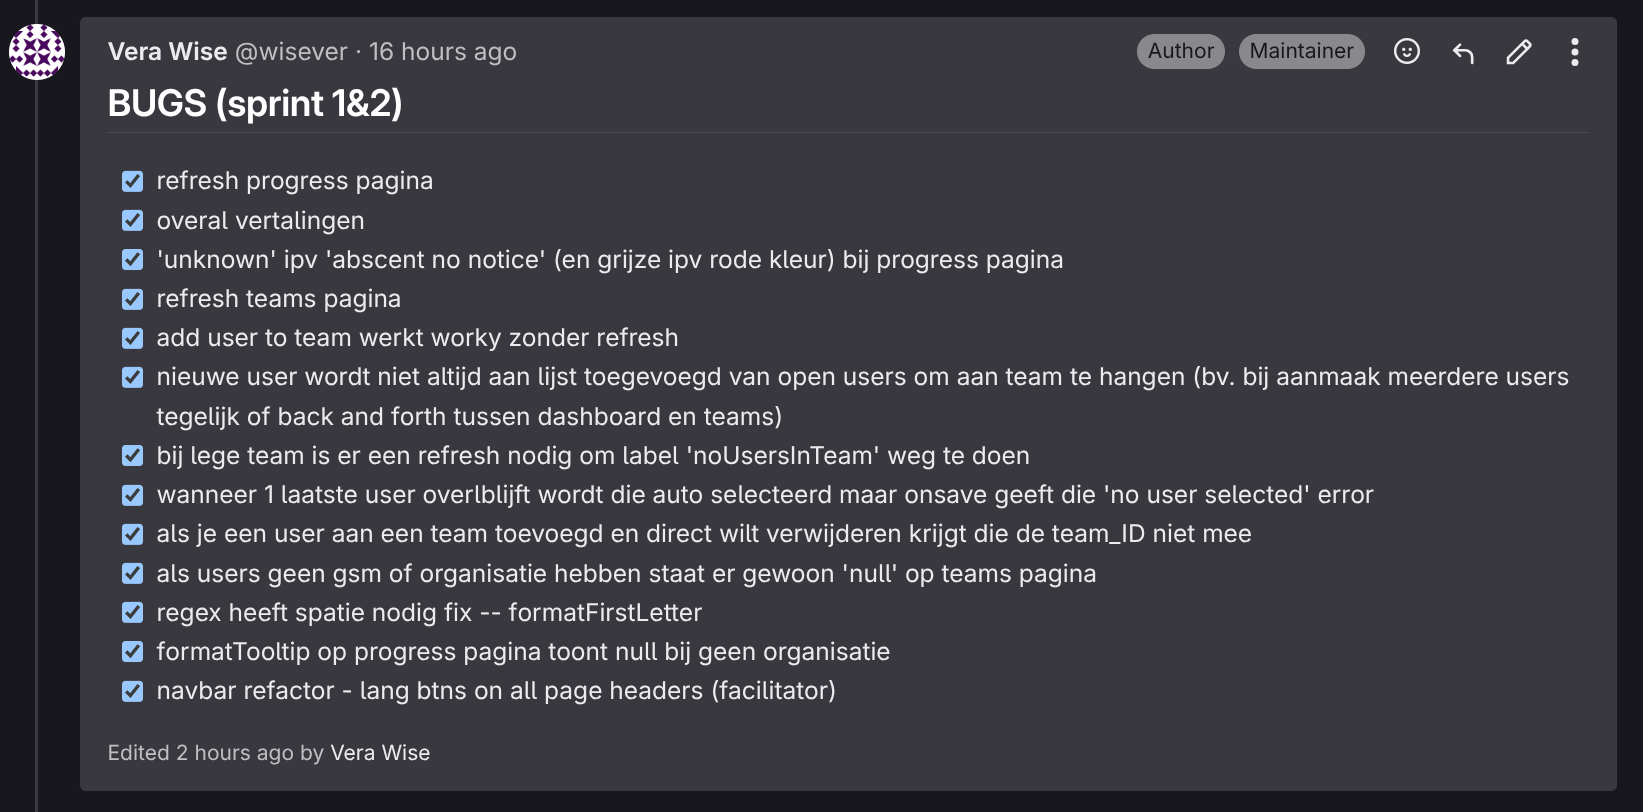 Vera Wise @wisever · 16 hours ago Author Maintainer
BUGS (sprint 1&2)
refresh progress pagina
overal vertalingen
'unknown' ipv 'abscent no notice' (en grijze ipv rode kleur) bij progress pagina
refresh teams pagina
add user to team werkt worky zonder refresh
nieuwe user wordt niet altijd aan lijst toegevoegd van open users om aan team te hangen (bv. bij aanmaak meerdere users
tegelijk of back and forth tussen dashboard en teams)
bij lege team is er een refresh nodig om label 'noUsersInTeam' weg te doen
wanneer 1 laatste user overlblijft wordt die auto selecteerd maar onsave geeft die 'no user selected' error
als je een user aan een team toevoegd en direct wilt verwijderen krijgt die de team_ID niet mee
als users geen gsm of organisatie hebben staat er gewoon 'null' op teams pagina
regex heeft spatie nodig fix -- formatFirstLetter
formatTooltip op progress pagina toont null bij geen organisatie
navbar refactor - lang btns on all page headers (facilitator)
Edited 2 hours ago by Vera Wise